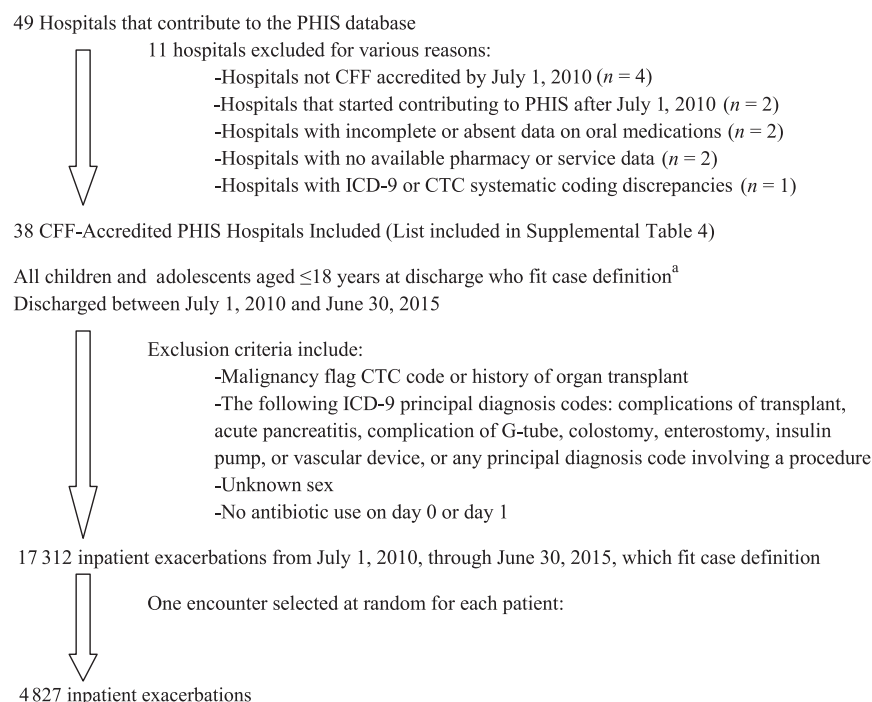 49 Hospitals that contribute to the PHIS database
11 hospitals excluded for various reasons:
-Hospitals not CFF accredited by July 1, 2010 (n = 4)
-Hospitals that started contributing to PHIS after July 1, 2010 (n = 2)
-Hospitals with incomplete or absent data on oral medications (n = 2)
-Hospitals with no available pharmacy or service data (n = 2)
-Hospitals with ICD-9 or CTC systematic coding discrepancies (n = 1)
38 CFF-Accredited PHIS Hospitals Included (List included in Supplemental Table 4)
All children and adolescents aged ≤18 years at discharge who fit case definitionᵃ
Discharged between July 1, 2010 and June 30, 2015
Exclusion criteria include:
-Malignancy flag CTC code or history of organ transplant
-The following ICD-9 principal diagnosis codes: complications of transplant,
acute pancreatitis, complication of G-tube, colostomy, enterostomy, insulin
pump, or vascular device, or any principal diagnosis code involving a procedure
-Unknown sex
-No antibiotic use on day 0 or day 1
17 312 inpatient exacerbations from July 1, 2010, through June 30, 2015, which fit case definition
One encounter selected at random for each patient:
4 827 inpatient exacerbations